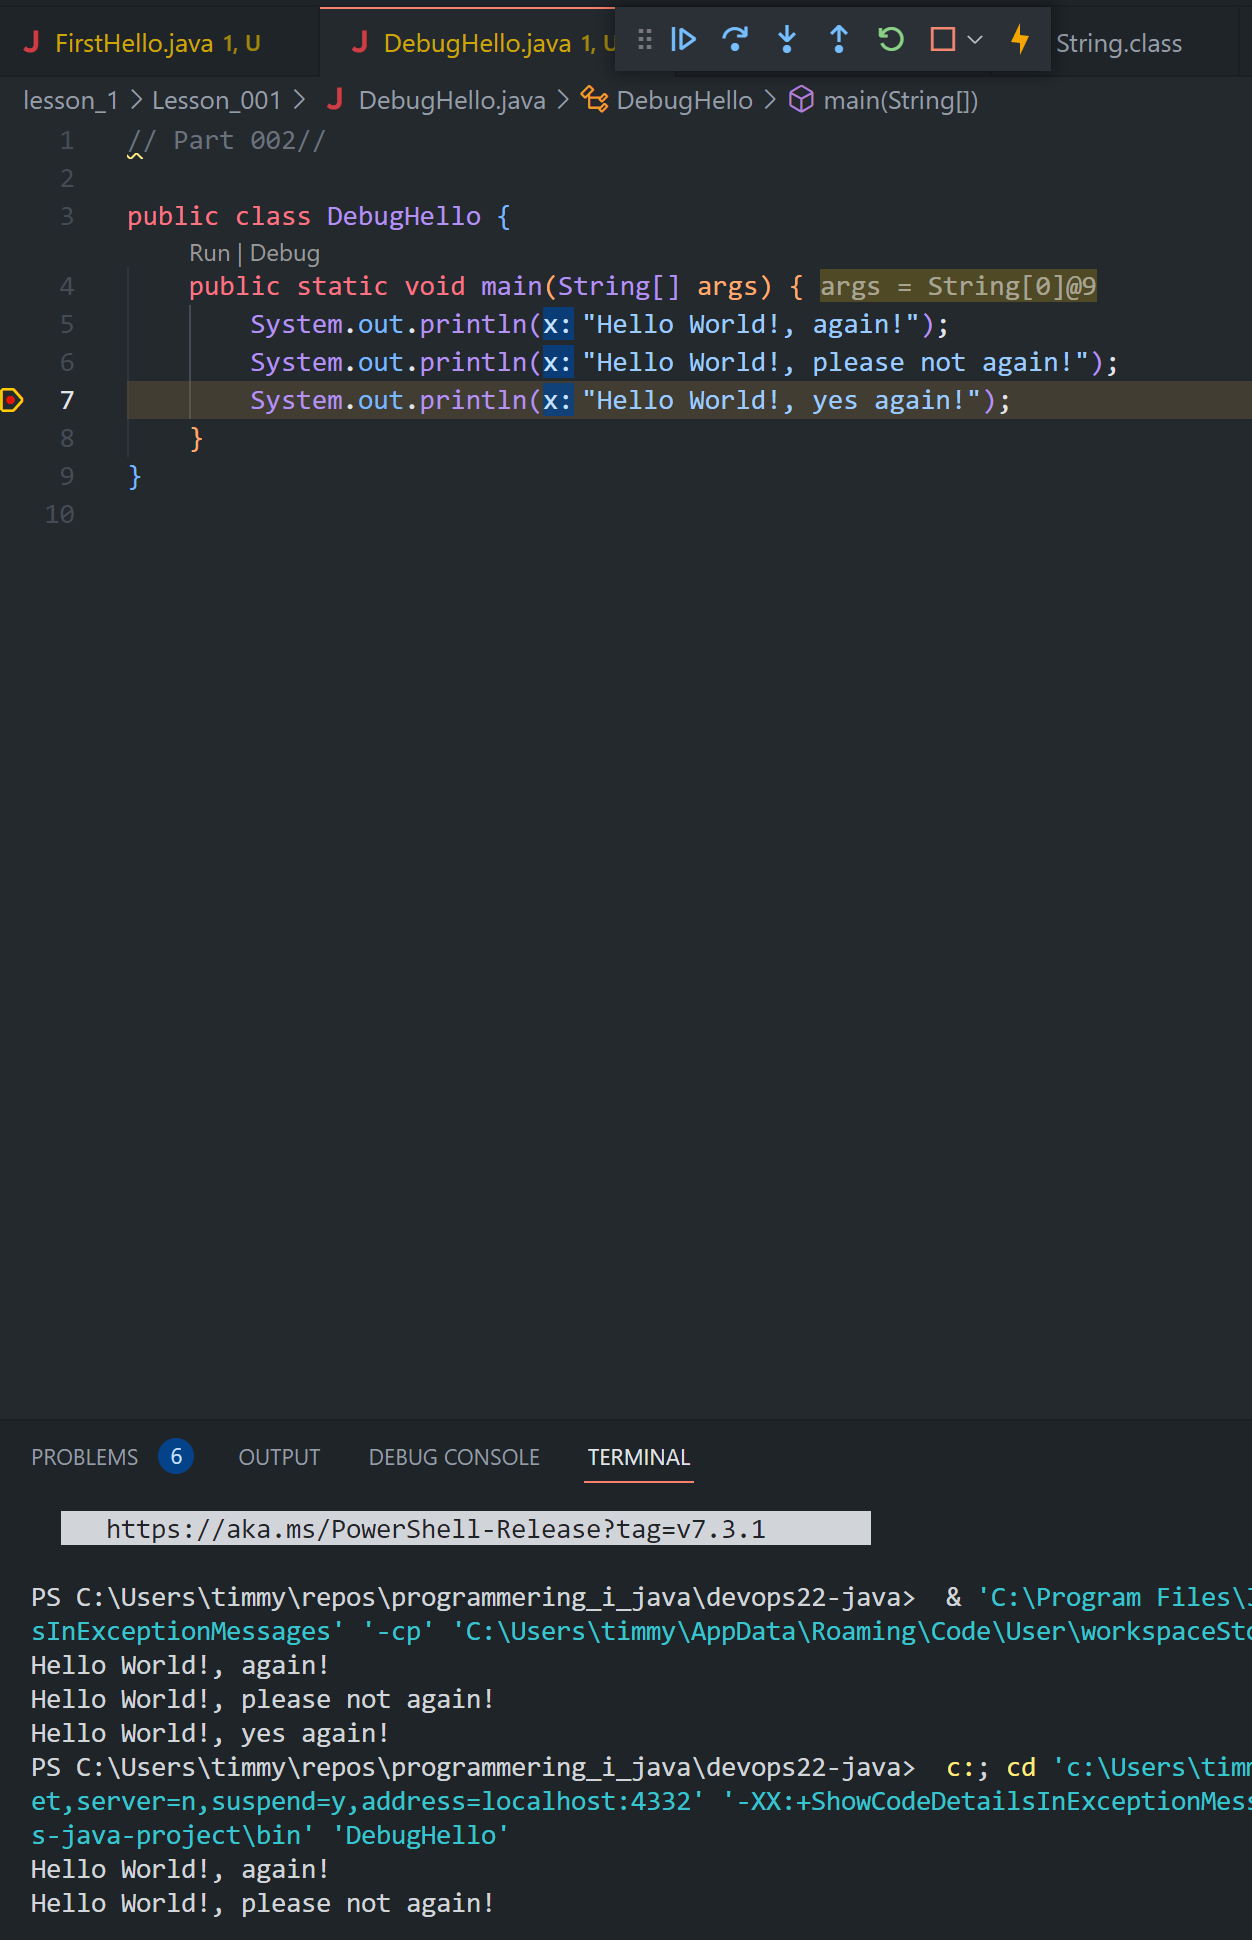 FirstHello.java 1, U
DebugHello.java 1, U
String.class
lesson_1 > Lesson_001 > DebugHello.java > DebugHello > main(String[])
1 // Part 002//
2
3 public class DebugHello {
Run | Debug
4 public static void main(String[] args) { args = String[0]@9
5 System.out.println(x: "Hello World!, again!");
6 System.out.println(x: "Hello World!, please not again!");
7 System.out.println(x: "Hello World!, yes again!");
8 }
9 }
10
PROBLEMS 6 OUTPUT DEBUG CONSOLE TERMINAL
https://aka.ms/PowerShell-Release?tag=v7.3.1
PS C:\Users\timmy\repos\programmering_i_java\devops22-java> & 'C:\Program Files\
sInExceptionMessages' '-cp' 'C:\Users\timmy\AppData\Roaming\Code\User\workspaceSto
Hello World!, again!
Hello World!, please not again!
Hello World!, yes again!
PS C:\Users\timmy\repos\programmering_i_java\devops22-java> c:; cd 'c:\Users\timm
et,server=n,suspend=y,address=localhost:4332' '-XX:+ShowCodeDetailsInExceptionMess
s-java-project\bin' 'DebugHello'
Hello World!, again!
Hello World!, please not again!